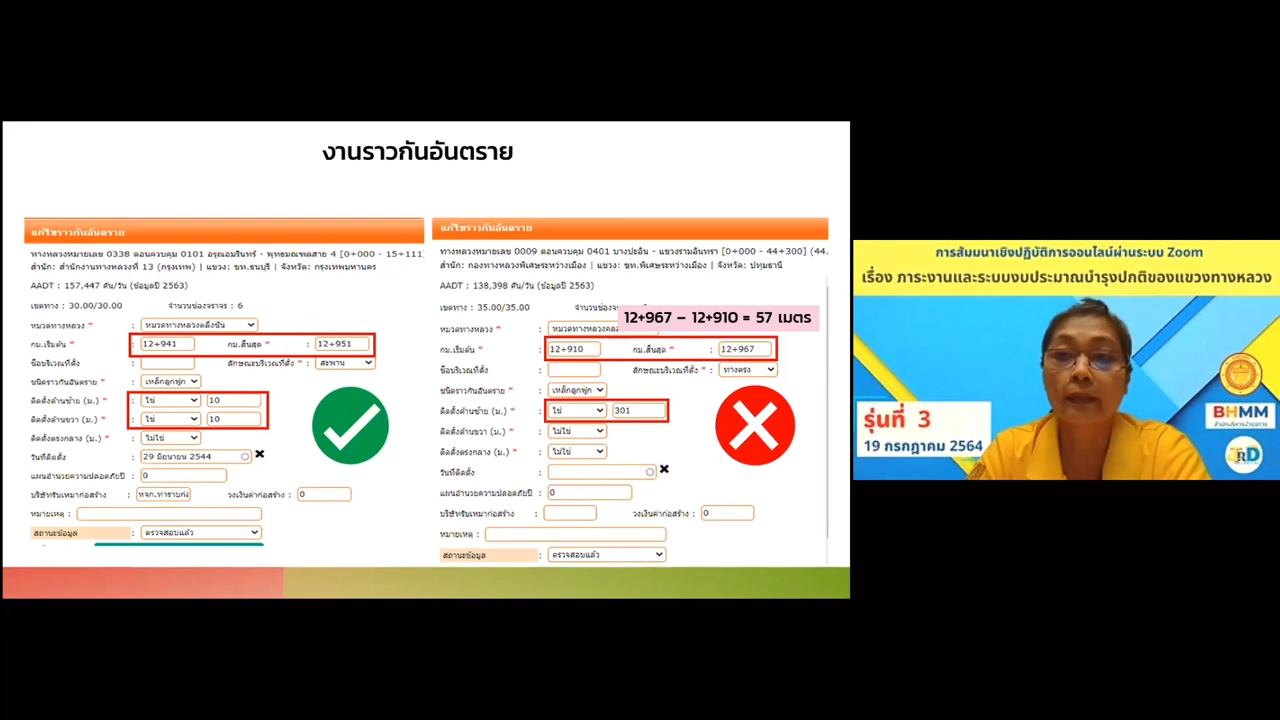 งานราวกันอันตราย
แก้ไขราวกันอันตราย
ทางหลวงหมายเลข 0338 ตอนควบคุม 0101 อรุณอมรินทร์ - พุทธมณฑลสาย 4 [0+000 - 15+111]
สำนัก: สำนักงานทางหลวงที่ 13 (กรุงเทพ) | แขวง: ขท.ธนบุรี | จังหวัด: กรุงเทพมหานคร
AADT : 157,447 คัน/วัน (ข้อมูลปี 2563)
เขตทาง : 30.00/30.00 จำนวนช่องจราจร : 6
หมวดทางหลวง * : หมวดทางหลวงตลิ่งชัน
กม.เริ่มต้น * : 12+941 กม.สิ้นสุด * : 12+951
ชื่อบริเวณที่ตั้ง : ลักษณะบริเวณที่ตั้ง * : สะพาน
ชนิดราวกันอันตราย * : เหล็กลูกฟูก
ติดตั้งด้านซ้าย (ม.) * : ใช่ 10
ติดตั้งด้านขวา (ม.) * : ใช่ 10
ติดตั้งตรงกลาง (ม.) * : ไม่ใช่
วันที่ติดตั้ง : 29 มิถุนายน 2544
แผนอำนวยความปลอดภัยปี : 0
บริษัทรับเหมาก่อสร้าง : วงเงินค่าก่อสร้าง : 0
หมายเหตุ :
สถานะข้อมูล : ตรวจสอบแล้ว
แก้ไขราวกันอันตราย
ทางหลวงหมายเลข 0009 ตอนควบคุม 0401 บางปะอิน - แขวงรามอินทรา [0+000 - 44+300] (44.
สำนัก: กองทางหลวงพิเศษระหว่างเมือง | แขวง: ขท.พิเศษระหว่างเมือง | จังหวัด: ปทุมธานี
AADT : 138,398 คัน/วัน (ข้อมูลปี 2563)
เขตทาง : 35.00/35.00
12+967 – 12+910 = 57 เมตร
หมวดทางหลวง * :
กม.เริ่มต้น * : 12+910 กม.สิ้นสุด * : 12+967
ชื่อบริเวณที่ตั้ง : ลักษณะบริเวณที่ตั้ง * : ทางตรง
ชนิดราวกันอันตราย * : เหล็กลูกฟูก
ติดตั้งด้านซ้าย (ม.) * : ใช่ 301
ติดตั้งด้านขวา (ม.) * : ไม่ใช่
ติดตั้งตรงกลาง (ม.) * : ไม่ใช่
วันที่ติดตั้ง :
แผนอำนวยความปลอดภัยปี : 0
บริษัทรับเหมาก่อสร้าง : วงเงินค่าก่อสร้าง : 0
หมายเหตุ :
สถานะข้อมูล : ตรวจสอบแล้ว
การสัมมนาเชิงปฏิบัติการออนไลน์ผ่านระบบ Zoom
เรื่อง ภาระงานและระบบงบประมาณบำรุงปกติของแขวงทางหลวง
รุ่นที่ 3
19 กรกฎาคม 2564
BHMM
สำนักบริหารบำรุงทาง
TRD